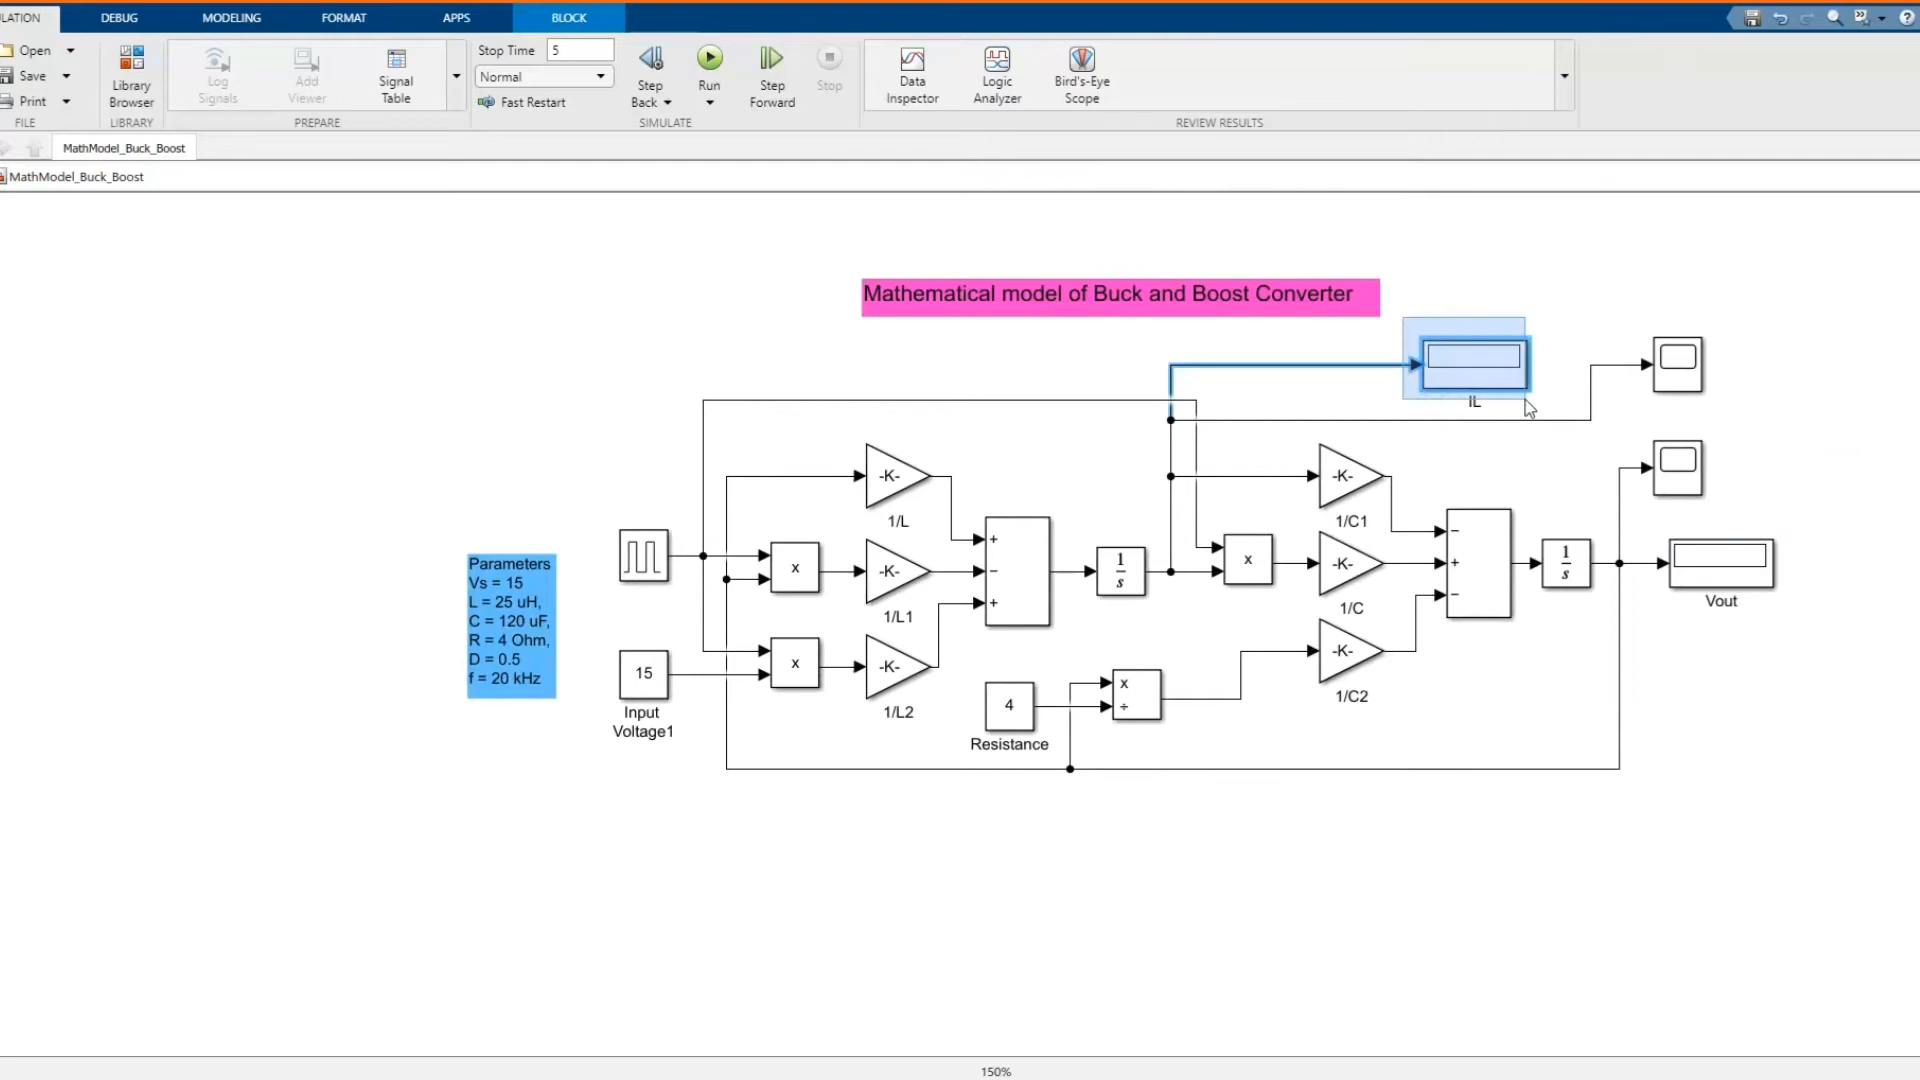 LATION DEBUG MODELING FORMAT APPS BLOCK
Open
Save
Print
FILE
Library
Browser
LIBRARY
Log
Signals
Add
Viewer
Signal
Table
PREPARE
Stop Time 5
Normal
Fast Restart
Step
Back
Run
Step
Forward
Stop
SIMULATE
Data
Inspector
Logic
Analyzer
Bird's-Eye
Scope
REVIEW RESULTS
MathModel_Buck_Boost
MathModel_Buck_Boost
Mathematical model of Buck and Boost Converter
IL
Parameters
Vs = 15
L = 25 uH,
C = 120 uF,
R = 4 Ohm,
D = 0.5
f = 20 kHz
15
Input
Voltage1
x
x
-K-
1/L
-K-
1/L1
-K-
1/L2
+
−
+
1
s
4
Resistance
x
÷
x
-K-
1/C1
-K-
1/C
-K-
1/C2
−
+
−
1
s
Vout
150%